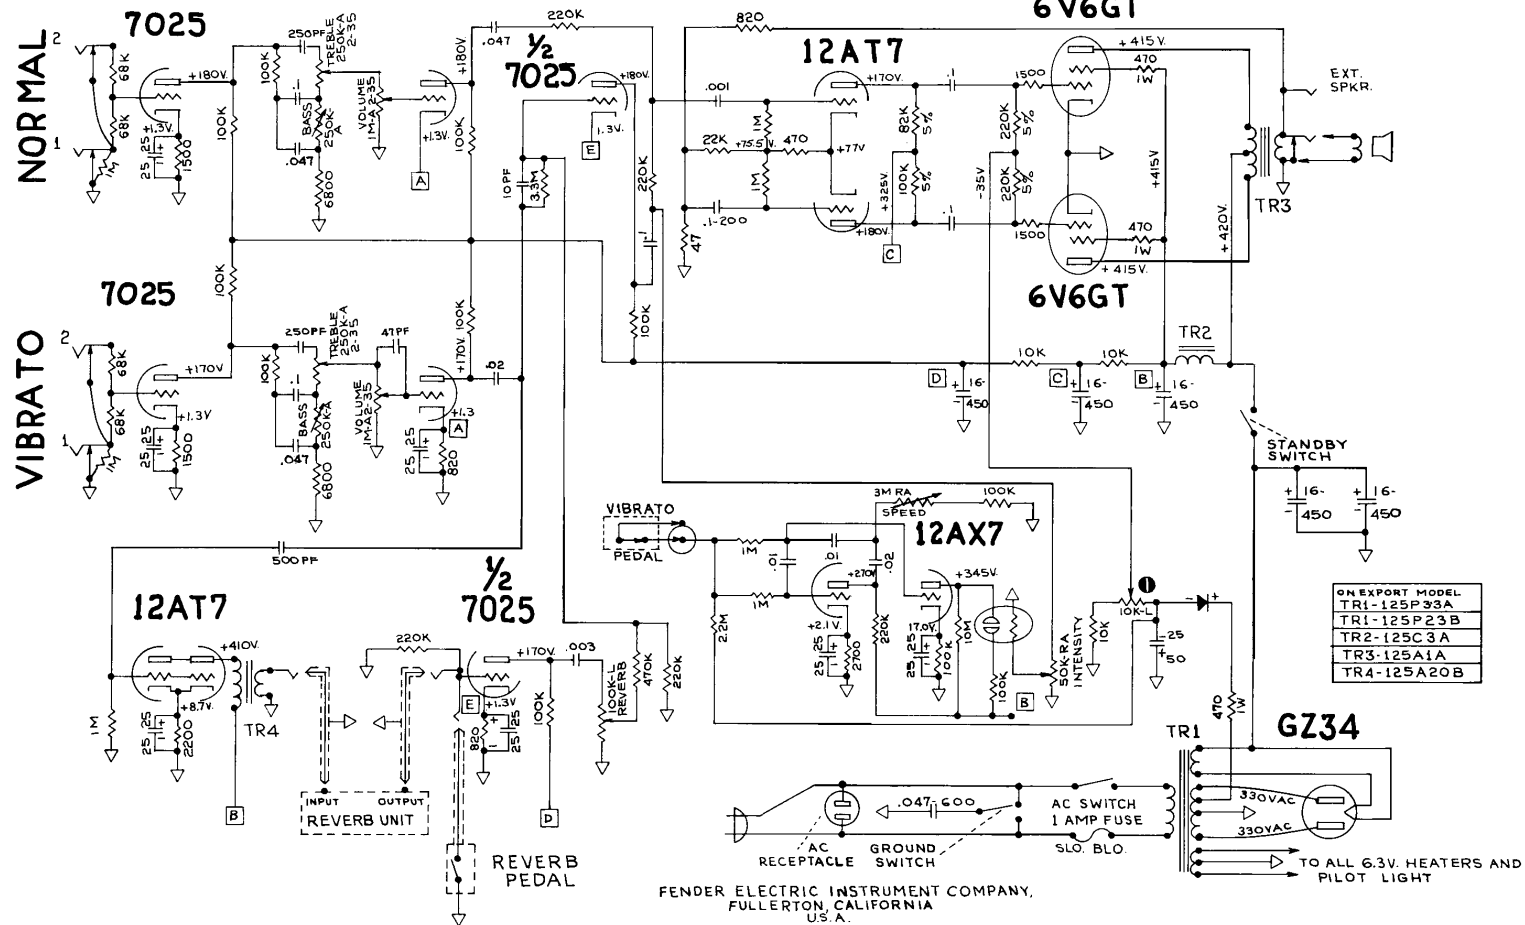 NORMAL
2
1
68K
68K
1M
7025
+180V.
+1.3V.
25 25
+
1500
100K
100K
250PF
TREBLE
250K-A
2-35
.1
BASS
250K-
A
.047
6800
VOLUME
1M-A 2-35
+180V
+1.3V.
A
100K
.047
220K
1/2
7025
+180V.
1.3V.
E
10PF
3.3M
220K
.1
100K
820
.001
22K
1M
1M
+75.5V.
470
.1-200
47
12AT7
+170V.
+77V
+180V.
82K
5%
100K
5%
+325V.
C
.1
.1
220K
5%
220K
5%
-35V
1500
1500
6V6GT
+415V.
470
1W
470
1W
+415V
+415V.
6V6GT
+420V.
TR3
EXT.
SPKR.
VIBRATO
2
1
68K
68K
1M
7025
+170V
+1.3V
25 25
+
1500
100K
100K
250PF
TREBLE
250K-A
2-35
.1
BASS
250K-A
.047
6800
47PF
VOLUME
1M-A2-35
100K
+170V.
.02
+1.3
A
25 25
+
820
D
+ 16-
450
10K
C
+ 16-
- 450
10K
B
+ 16-
- 450
TR2
STANDBY
SWITCH
+ 16-
- 450
+ 16-
- 450
500PF
12AT7
+410V.
+8.7V.
1M
25 25
+
2200
TR4
B
INPUT
OUTPUT
REVERB UNIT
220K
1/2
7025
+170V
.003
E
+1.3V
820
+
-
25 25
100K
D
100K-L
REVERB
470K
220K
REVERB
PEDAL
VIBRATO
PEDAL
1M
1M
2.2M
.01
.01
.02
3M RA
SPEED
100K
12AX7
+270V
+2.1V.
25 25
+
2700
220K
+345V.
17.0V.
25 25
+
100K
10M
100K
B
50K-RA
INTENSITY
10K
10K-L
1
- +
25
+50
470
1W
ON EXPORT MODEL
TR1-125P33A
TR1-125P23B
TR2-125C3A
TR3-125A1A
TR4-125A20B
TR1
GZ34
330VAC
330VAC
.047-600
AC SWITCH
1 AMP FUSE
SLO. BLO.
AC
RECEPTACLE
GROUND
SWITCH
TO ALL 6.3V. HEATERS AND
PILOT LIGHT
FENDER ELECTRIC INSTRUMENT COMPANY,
FULLERTON, CALIFORNIA
U.S.A.